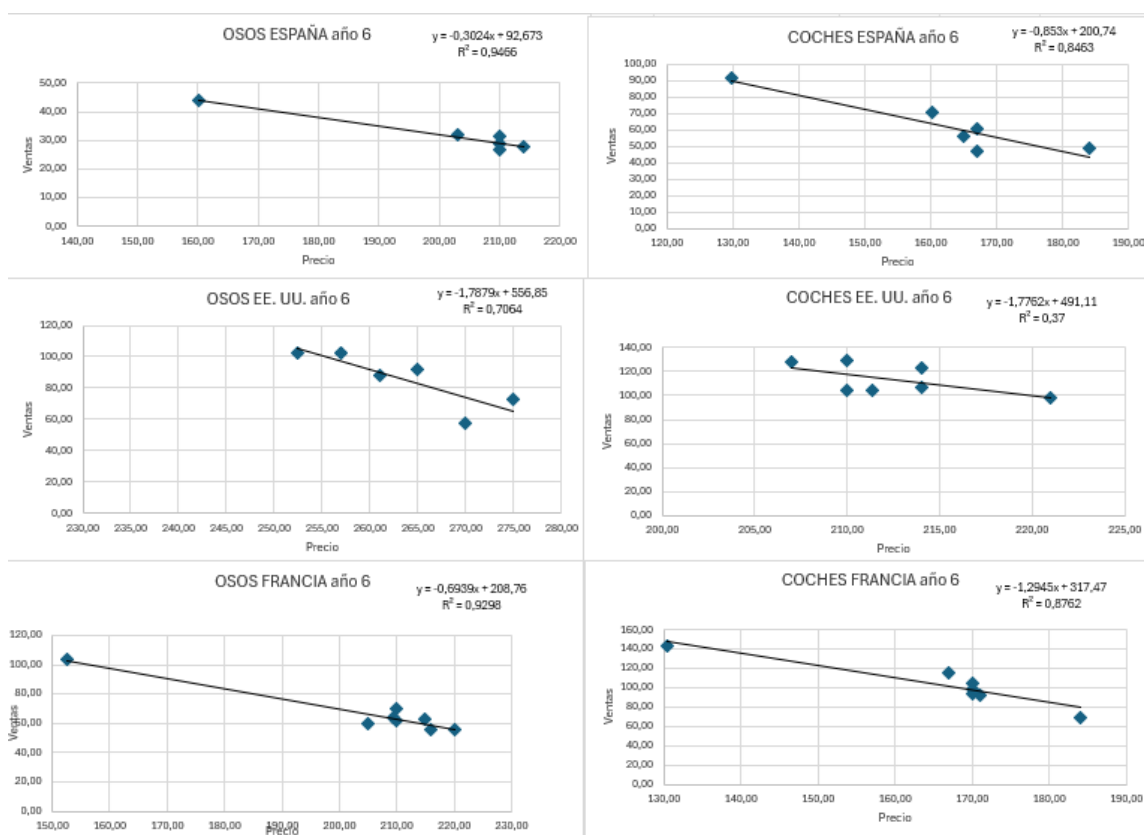 OSOS ESPAÑA año 6
y = -0,3024x + 92,673
R² = 0,9466
50,00
40,00
30,00
20,00
10,00
0,00
Ventas
140,00 150,00 160,00 170,00 180,00 190,00 200,00 210,00 220,00
Precio
COCHES ESPAÑA año 6
y = -0,853x + 200,74
R² = 0,8463
100,00
90,00
80,00
70,00
60,00
50,00
40,00
30,00
20,00
10,00
0,00
Ventas
120,00 130,00 140,00 150,00 160,00 170,00 180,00 190,00
Precio
OSOS EE. UU. año 6
y = -1,7879x + 556,85
R² = 0,7064
120,00
100,00
80,00
60,00
40,00
20,00
0,00
Ventas
230,00 235,00 240,00 245,00 250,00 255,00 260,00 265,00 270,00 275,00 280,00
Precio
COCHES EE. UU. año 6
y = -1,7762x + 491,11
R² = 0,37
140,00
120,00
100,00
80,00
60,00
40,00
20,00
0,00
Ventas
200,00 205,00 210,00 215,00 220,00 225,00
Precio
OSOS FRANCIA año 6
y = -0,6939x + 208,76
R² = 0,9298
120,00
100,00
80,00
60,00
40,00
20,00
0,00
Ventas
150,00 160,00 170,00 180,00 190,00 200,00 210,00 220,00 230,00
Precio
COCHES FRANCIA año 6
y = -1,2945x + 317,47
R² = 0,8762
160,00
140,00
120,00
100,00
80,00
60,00
40,00
20,00
0,00
Ventas
130,00 140,00 150,00 160,00 170,00 180,00 190,00
Precio